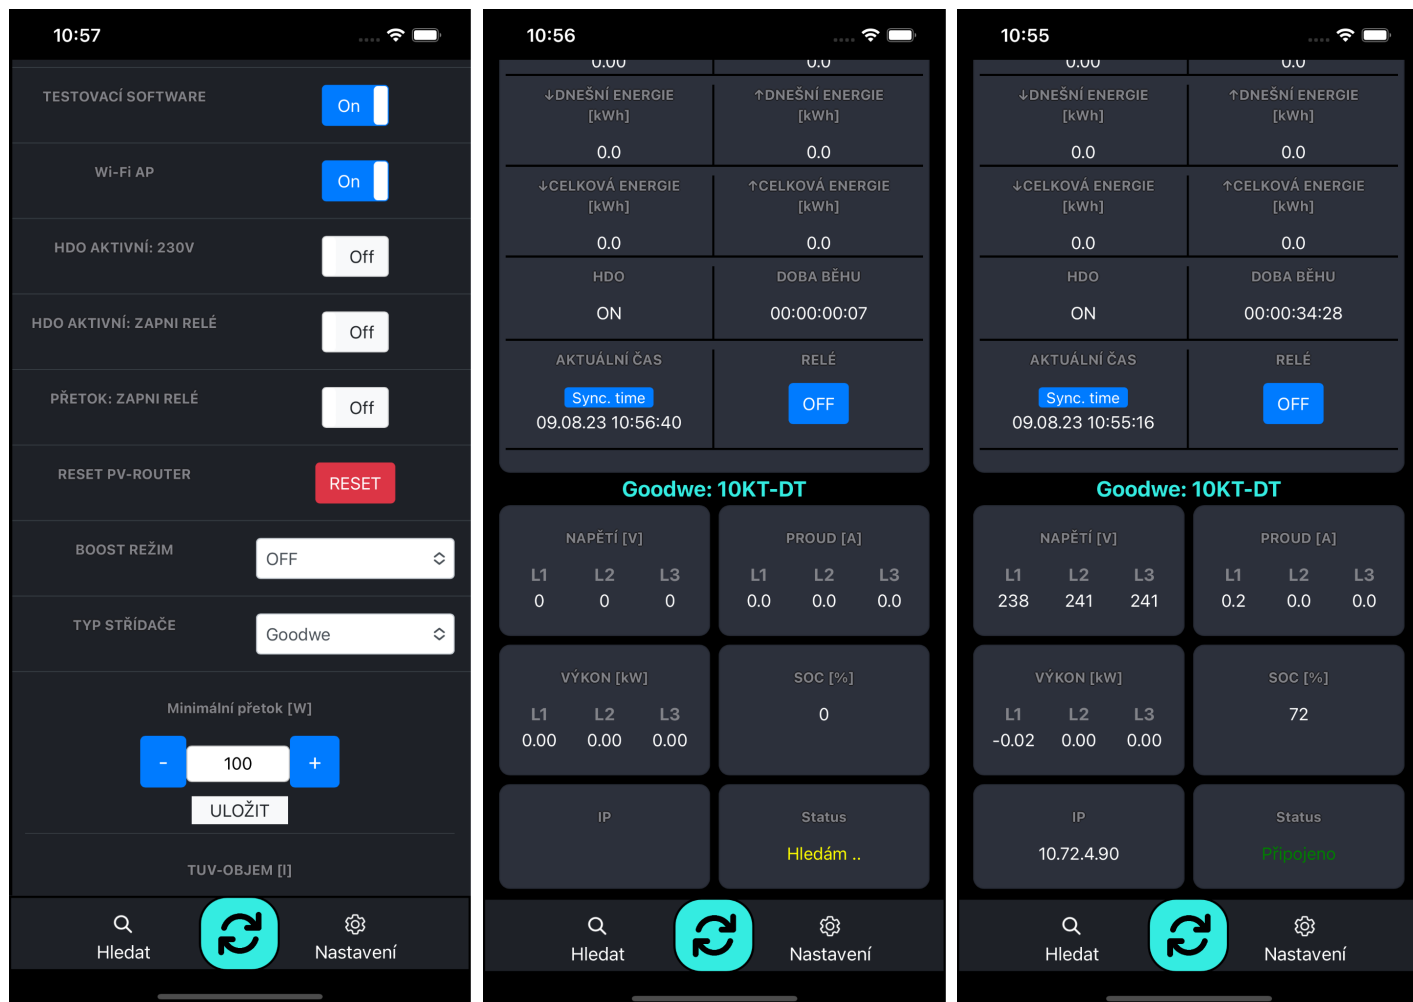 10:57
TESTOVACÍ SOFTWARE
On
Wi-Fi AP
On
HDO AKTIVNÍ: 230V
Off
HDO AKTIVNÍ: ZAPNI RELÉ
Off
PŘETOK: ZAPNI RELÉ
Off
RESET PV-ROUTER
RESET
BOOST REŽIM
OFF
TYP STŘÍDAČE
Goodwe
Minimální přetok [W]
- 100 +
ULOŽIT
TUV-OBJEM [l]
Hledat
Nastavení
10:56
0.00 0.0
↓DNEŠNÍ ENERGIE ↑DNEŠNÍ ENERGIE
[kWh] [kWh]
0.0 0.0
↓CELKOVÁ ENERGIE ↑CELKOVÁ ENERGIE
[kWh] [kWh]
0.0 0.0
HDO DOBA BĚHU
ON 00:00:00:07
AKTUÁLNÍ ČAS RELÉ
Sync. time OFF
09.08.23 10:56:40
Goodwe: 10KT-DT
NAPĚTÍ [V] PROUD [A]
L1 L2 L3 L1 L2 L3
0 0 0 0.0 0.0 0.0
VÝKON [kW] SOC [%]
L1 L2 L3 0
0.00 0.00 0.00
IP Status
Hledám ..
Hledat
Nastavení
10:55
0.00 0.0
↓DNEŠNÍ ENERGIE ↑DNEŠNÍ ENERGIE
[kWh] [kWh]
0.0 0.0
↓CELKOVÁ ENERGIE ↑CELKOVÁ ENERGIE
[kWh] [kWh]
0.0 0.0
HDO DOBA BĚHU
ON 00:00:34:28
AKTUÁLNÍ ČAS RELÉ
Sync. time OFF
09.08.23 10:55:16
Goodwe: 10KT-DT
NAPĚTÍ [V] PROUD [A]
L1 L2 L3 L1 L2 L3
238 241 241 0.2 0.0 0.0
VÝKON [kW] SOC [%]
L1 L2 L3 72
-0.02 0.00 0.00
IP Status
10.72.4.90 Připojeno
Hledat
Nastavení